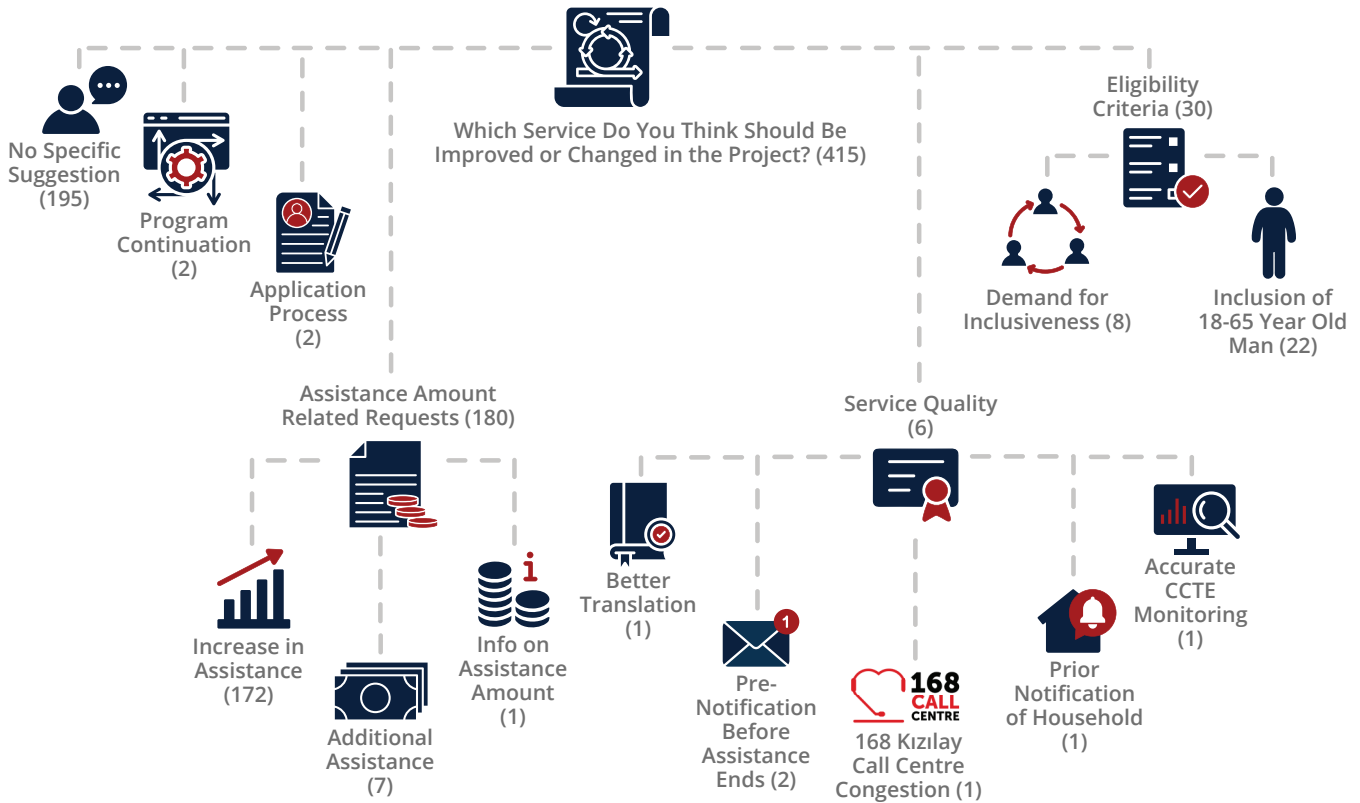 Which Service Do You Think Should Be
Improved or Changed in the Project? (415)
No Specific
Suggestion
(195)
Program
Continuation
(2)
Application
Process
(2)
Assistance Amount
Related Requests (180)
Increase in
Assistance
(172)
Additional
Assistance
(7)
i
Info on
Assistance
Amount
(1)
Service Quality
(6)
Better
Translation
(1)
1
Pre-
Notification
Before
Assistance
Ends (2)
168
CALL
CENTRE
168 Kızılay
Call Centre
Congestion (1)
Prior
Notification
of Household
(1)
Accurate
CCTE
Monitoring
(1)
Eligibility
Criteria (30)
Demand for
Inclusiveness (8)
Inclusion of
18-65 Year Old
Man (22)